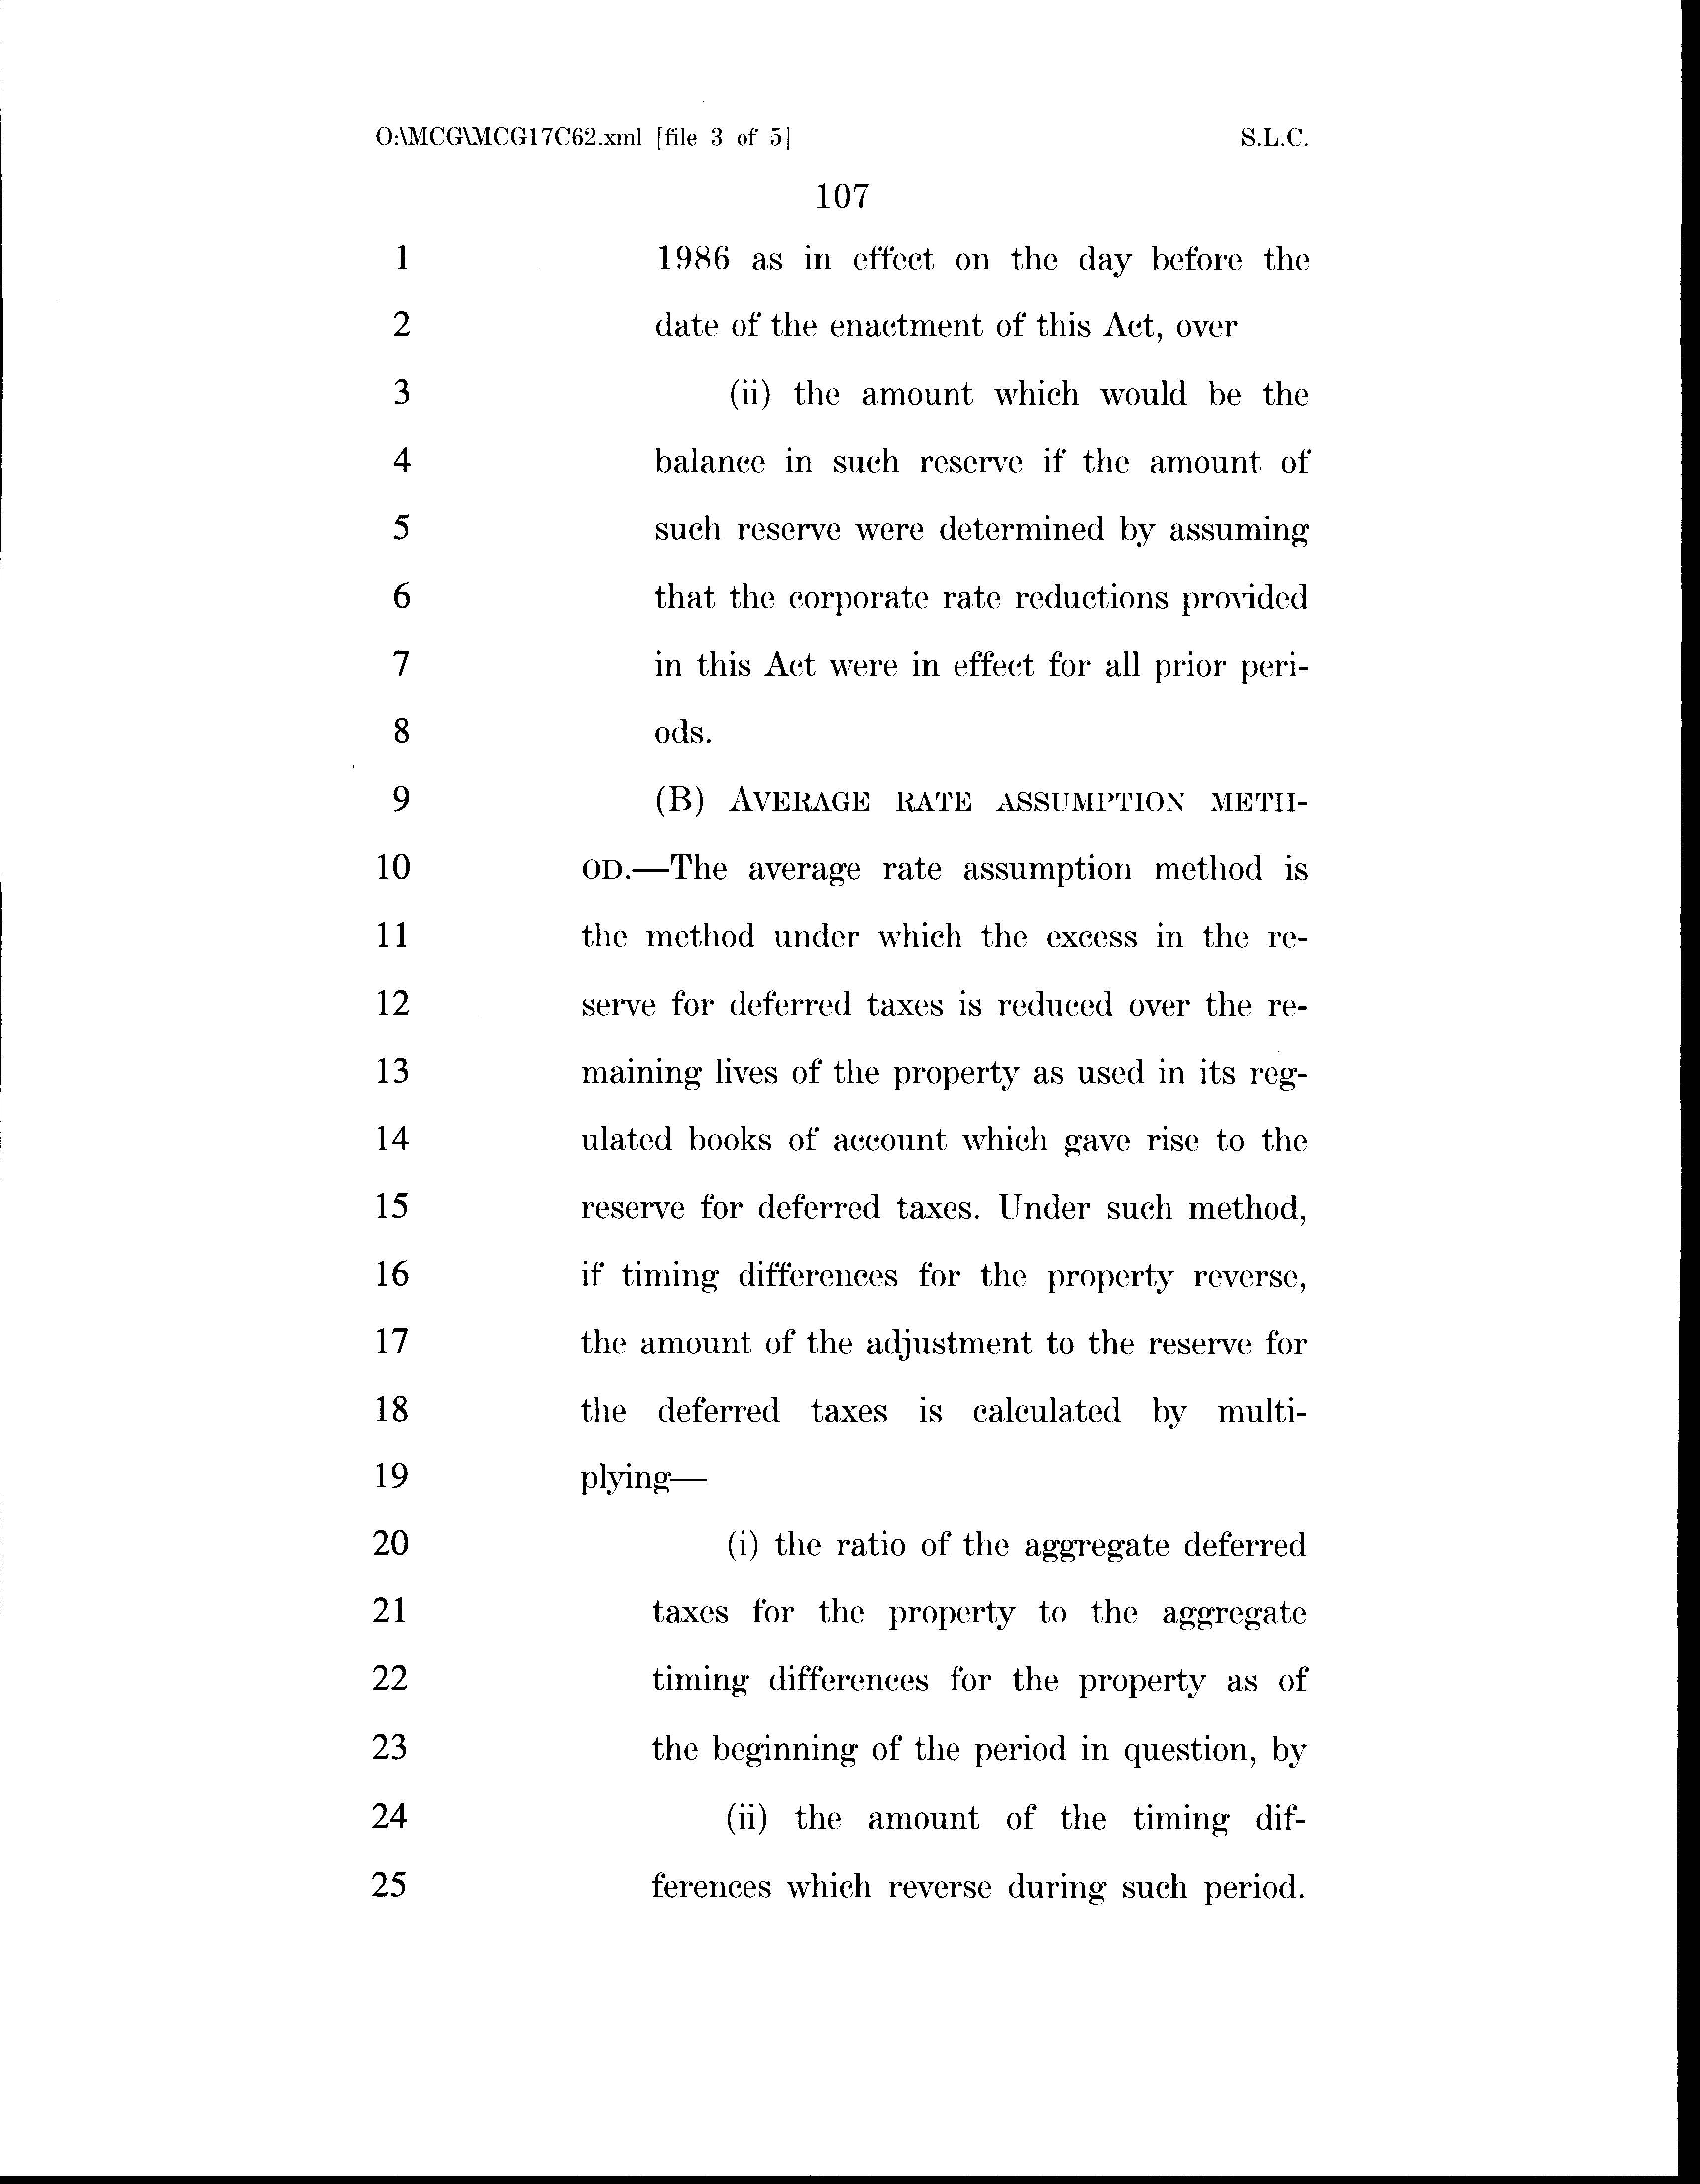 O:\MCG\MCG17C62.xml [file 3 of 5] S.L.C.
107
1 1986 as in effect on the day before the
2 date of the enactment of this Act, over
3 (ii) the amount which would be the
4 balance in such reserve if the amount of
5 such reserve were determined by assuming
6 that the corporate rate reductions provided
7 in this Act were in effect for all prior peri-
8 ods.
9 (B) AVERAGE RATE ASSUMPTION METH-
10 OD.—The average rate assumption method is
11 the method under which the excess in the re-
12 serve for deferred taxes is reduced over the re-
13 maining lives of the property as used in its reg-
14 ulated books of account which gave rise to the
15 reserve for deferred taxes. Under such method,
16 if timing differences for the property reverse,
17 the amount of the adjustment to the reserve for
18 the deferred taxes is calculated by multi-
19 plying—
20 (i) the ratio of the aggregate deferred
21 taxes for the property to the aggregate
22 timing differences for the property as of
23 the beginning of the period in question, by
24 (ii) the amount of the timing dif-
25 ferences which reverse during such period.